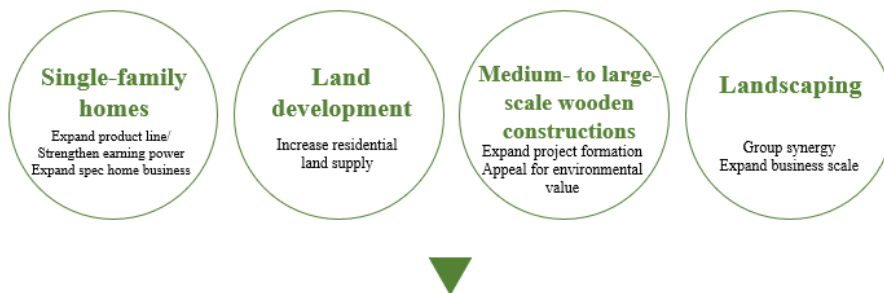 Single-family
homes
Expand product line/
Strengthen earning power
Expand spec home business
Land
development
Increase residential
land supply
Medium- to large-
scale wooden
constructions
Expand project formation
Appeal for environmental
value
Landscaping
Group synergy
Expand business scale